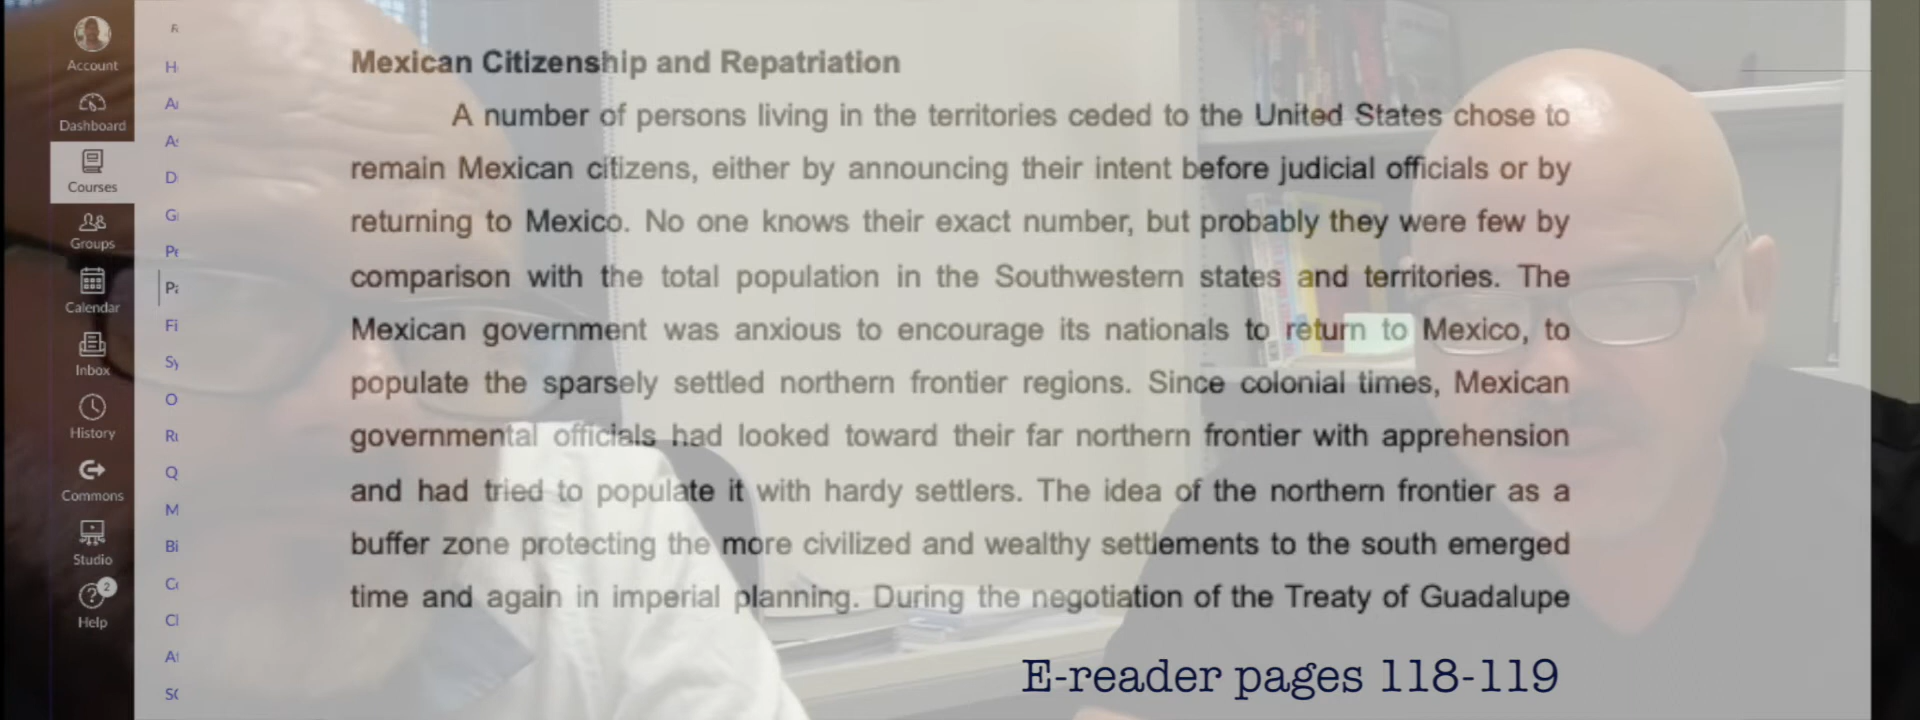 Account
Dashboard
Courses
Groups
Calendar
Inbox
History
Commons
Studio
2
Help
H
D
Fi
Sy
O
Q
M
Bi
Mexican Citizenship and Repatriation
A number of persons living in the territories ceded to the United States chose to
remain Mexican citizens, either by announcing their intent before judicial officials or by
returning to Mexico. No one knows their exact number, but probably they were few by
comparison with the total population in the Southwestern states and territories. The
Mexican government was anxious to encourage its nationals to return to Mexico, to
populate the sparsely settled northern frontier regions. Since colonial times, Mexican
governmental officials had looked toward their far northern frontier with apprehension
and had tried to populate it with hardy settlers. The idea of the northern frontier as a
buffer zone protecting the more civilized and wealthy settlements to the south emerged
time and again in imperial planning. During the negotiation of the Treaty of Guadalupe
E-reader pages 118-119